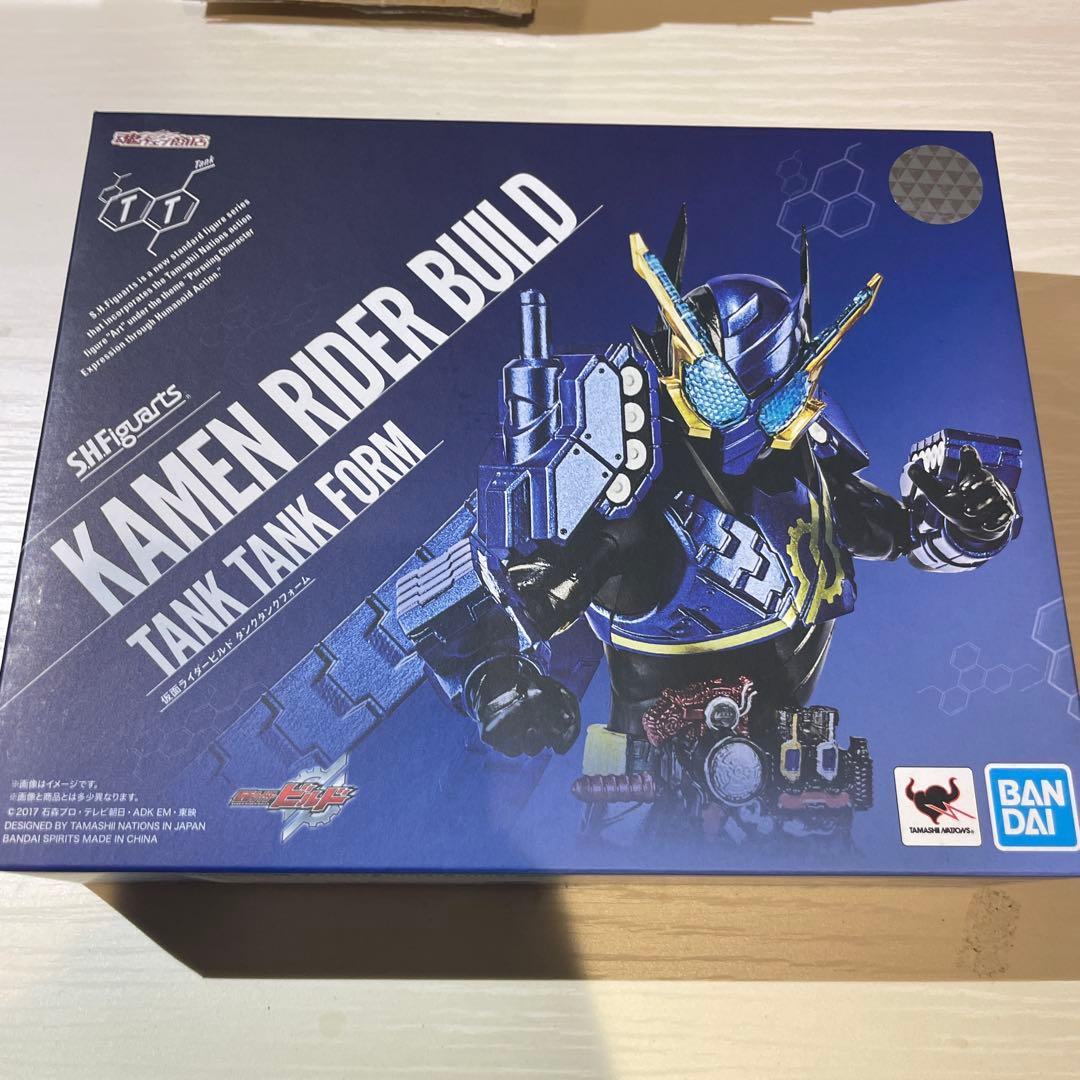 魂ウェブ商店
Tank
T T
S.H.Figuarts is a new standard figure series
that incorporates the Tamashii Nations action
figure "Art" under the theme "Pursuing Character
Expression through Humanoid Action."
S.H.Figuarts
KAMEN RIDER BUILD
TANK TANK FORM
仮面ライダービルド タンクタンクフォーム
※画像はイメージです。
※画像と商品とは多少異なります。
©2017 石森プロ・テレビ朝日・ADK EM・東映
DESIGNED BY TAMASHII NATIONS IN JAPAN
BANDAI SPIRITS MADE IN CHINA
仮面ライダー
ビルド
TAMASHII NATIONS®
BAN
DAI